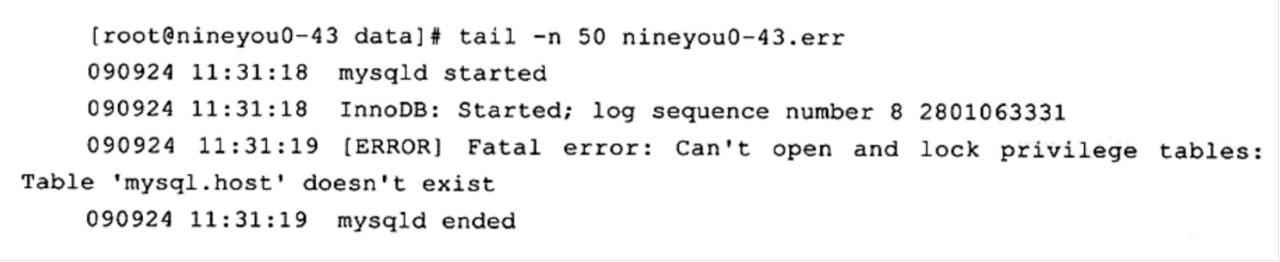 [root@nineyou0-43 data]# tail -n 50 nineyou0-43.err
090924 11:31:18  mysqld started
090924 11:31:18  InnoDB: Started; log sequence number 8 2801063331
090924 11:31:19 [ERROR] Fatal error: Can't open and lock privilege tables:
Table 'mysql.host' doesn't exist
090924 11:31:19  mysqld ended